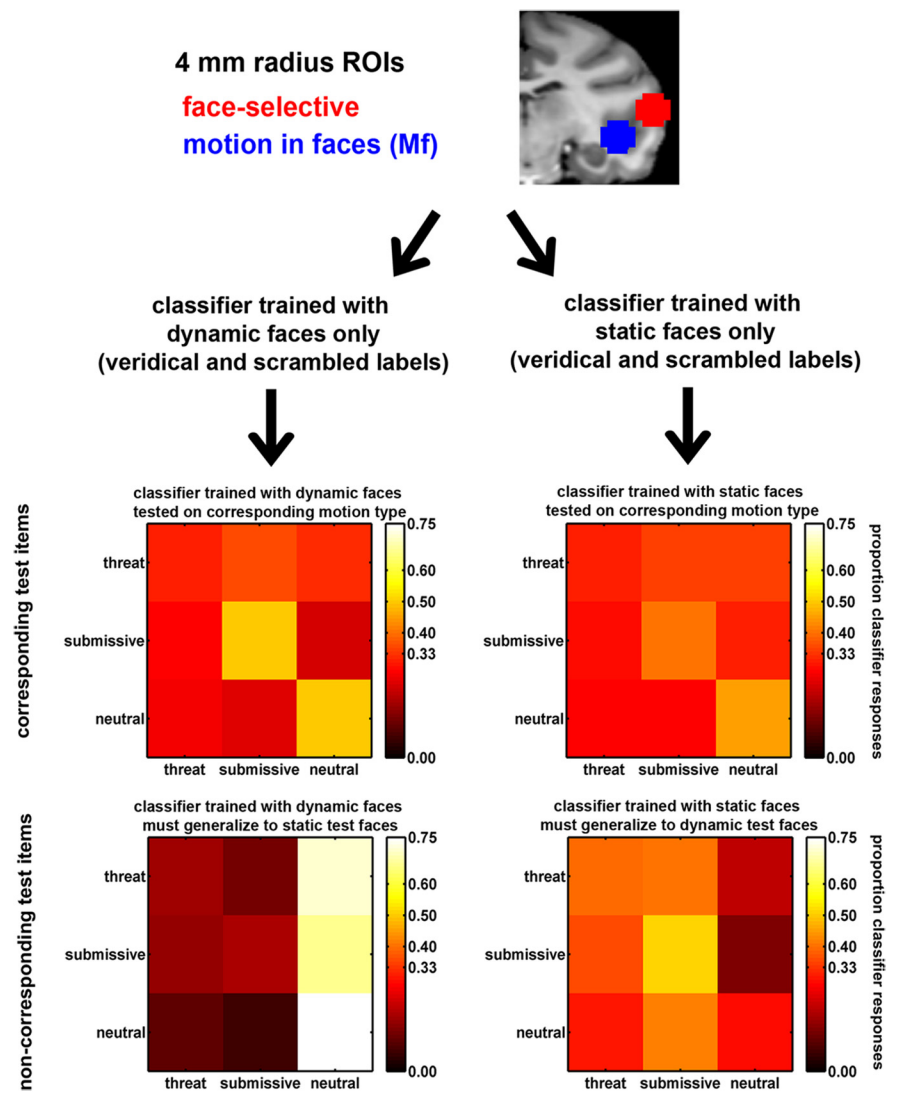 4 mm radius ROIs
face-selective
motion in faces (Mf)
classifier trained with
dynamic faces only
(veridical and scrambled labels)
classifier trained with
static faces only
(veridical and scrambled labels)
corresponding test items
classifier trained with dynamic faces
tested on corresponding motion type
threat
submissive
neutral
threat submissive neutral
0.75
0.60
0.50
0.40
0.33
0.00
classifier trained with static faces
tested on corresponding motion type
threat
submissive
neutral
threat submissive neutral
0.75
0.60
0.50
0.40
0.33
0.00
proportion classifier responses
non-corresponding test items
classifier trained with dynamic faces
must generalize to static test faces
threat
submissive
neutral
threat submissive neutral
0.75
0.60
0.50
0.40
0.33
0.00
classifier trained with static faces
must generalize to dynamic test faces
threat
submissive
neutral
threat submissive neutral
0.75
0.60
0.50
0.40
0.33
0.00
proportion classifier responses